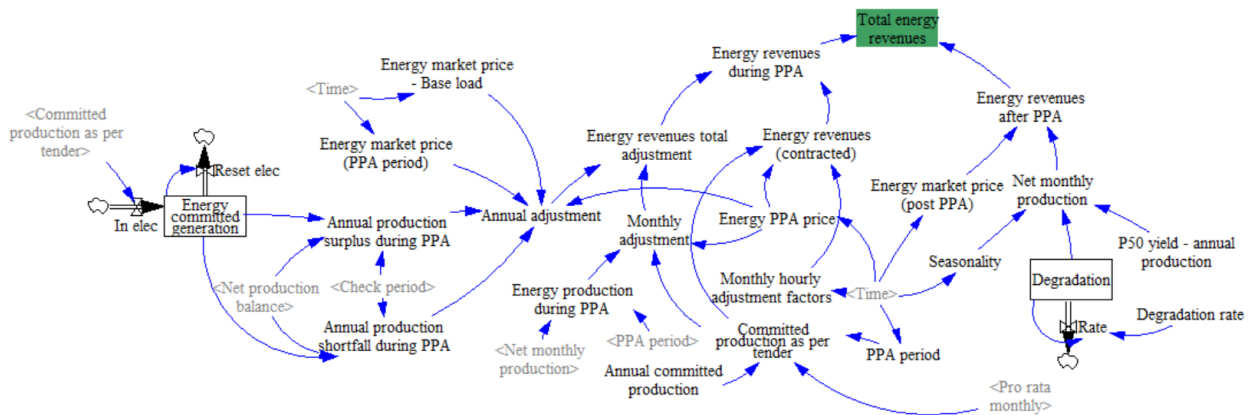 Total energy
revenues
Energy revenues
during PPA
Energy market price
- Base load
<Time>
<Committed
production as per
tender>
Energy market price
(PPA period)
Energy revenues
after PPA
Energy revenues total
adjustment
Energy revenues
(contracted)
Reset elec
In elec
Energy
committed
generation
Energy market price
(post PPA)
Net monthly
production
Annual production
surplus during PPA
Annual adjustment
Monthly
adjustment
Energy PPA price
P50 yield - annual
production
Seasonality
<Net production
balance>
<Check period>
Energy production
during PPA
Monthly hourly
adjustment factors
<Time>
Degradation
Annual production
shortfall during PPA
<Net monthly
production>
<PPA period>
Committed
production as per
tender
PPA period
Rate
Degradation rate
Annual committed
production
<Pro rata
monthly>